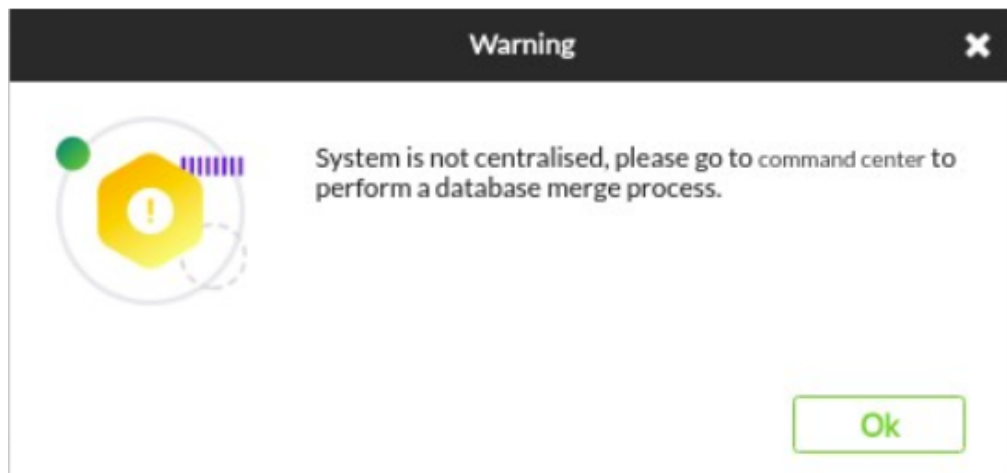 Warning
System is not centralised, please go to command center to
perform a database merge process.
Ok